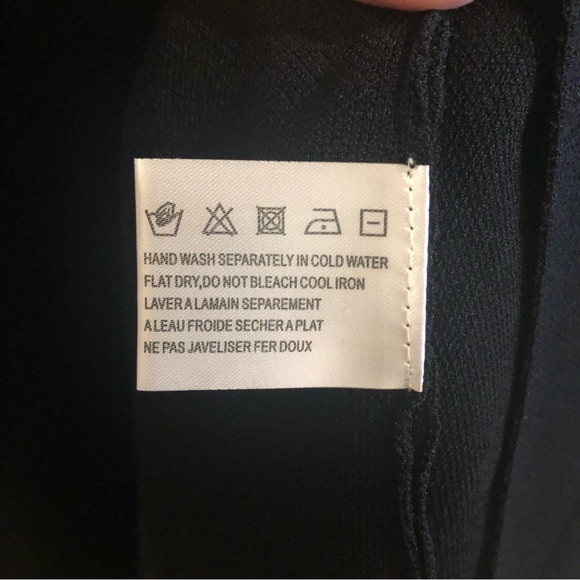 HAND WASH SEPARATELY IN COLD WATER
FLAT DRY,DO NOT BLEACH COOL IRON
LAVER A LAMAIN SEPAREMENT
A LEAU FROIDE SECHER A PLAT
NE PAS JAVELISER FER DOUX